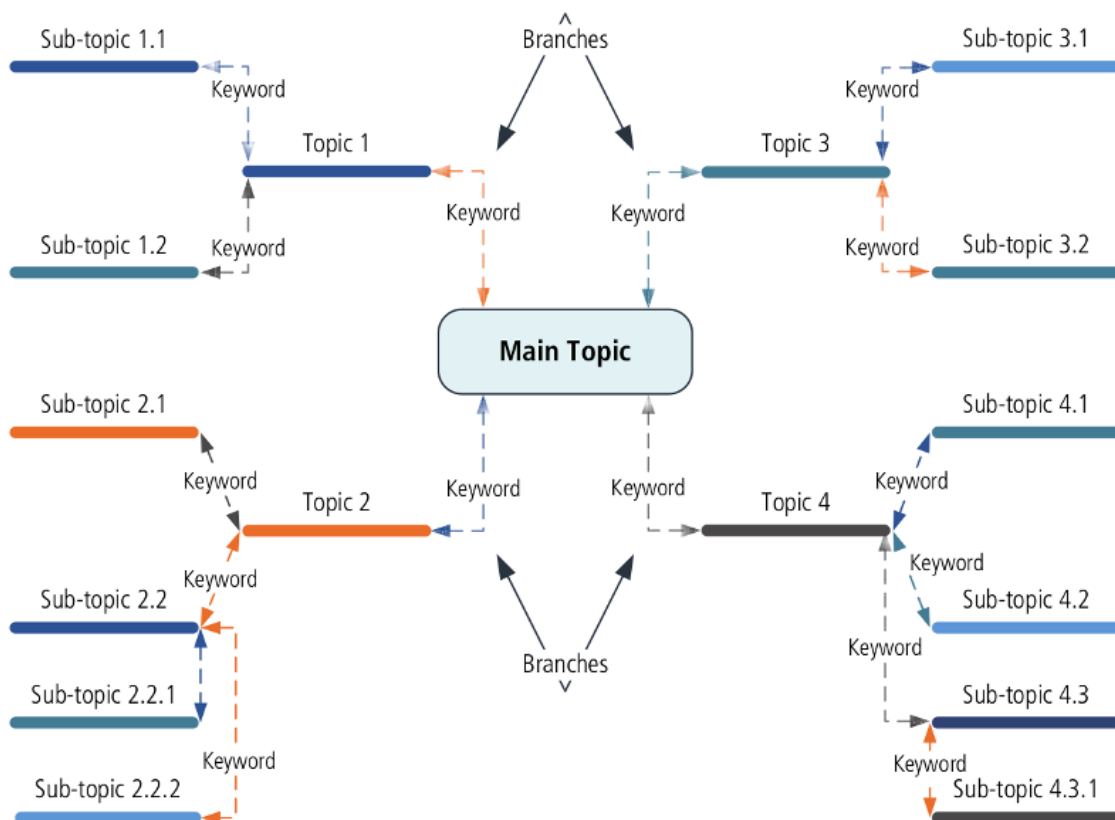 Sub-topic 1.1
Branches
Sub-topic 3.1
Keyword
Keyword
Topic 1
Topic 3
Keyword
Keyword
Sub-topic 1.2
Keyword
Keyword
Sub-topic 3.2
Main Topic
Sub-topic 2.1
Sub-topic 4.1
Keyword
Keyword
Keyword
Keyword
Topic 2
Topic 4
Keyword
Keyword
Sub-topic 2.2
Sub-topic 4.2
Keyword
Branches
Sub-topic 2.2.1
Sub-topic 4.3
Keyword
Keyword
Sub-topic 2.2.2
Sub-topic 4.3.1